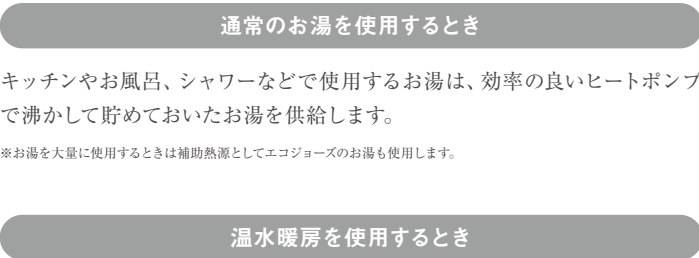 通常のお湯を使用するとき
キッチンやお風呂、シャワーなどで使用するお湯は、効率の良いヒートポンプ
で沸かして貯めておいたお湯を供給します。
※お湯を大量に使用するときは補助熱源としてエコジョーズのお湯も使用します。
温水暖房を使用するとき